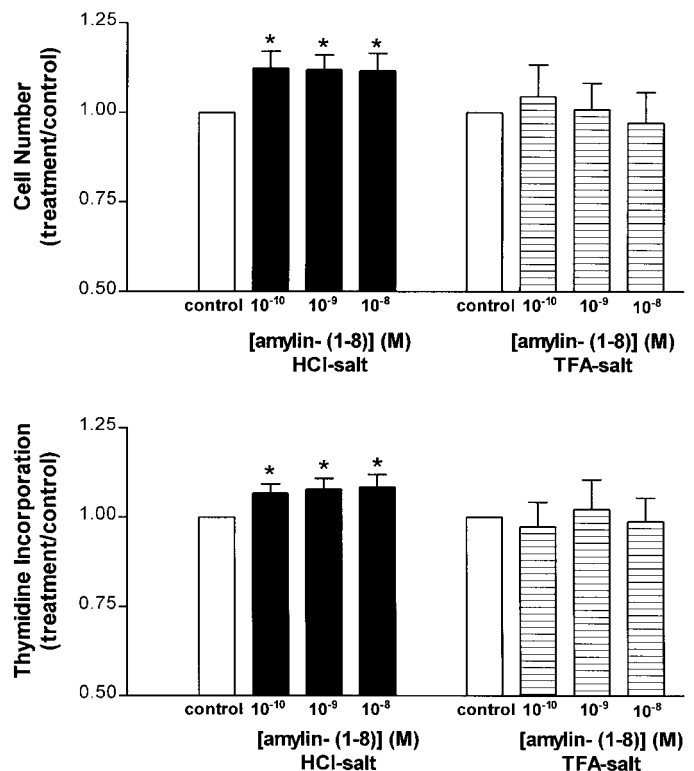 Cell Number
(treatment/control)
1.25
1.00
0.75
0.50
* * *
control 10⁻¹⁰ 10⁻⁹ 10⁻⁸
control 10⁻¹⁰ 10⁻⁹ 10⁻⁸
[amylin- (1-8)] (M)
HCl-salt
[amylin- (1-8)] (M)
TFA-salt
Thymidine Incorporation
(treatment/control)
1.25
1.00
0.75
0.50
* * *
control 10⁻¹⁰ 10⁻⁹ 10⁻⁸
control 10⁻¹⁰ 10⁻⁹ 10⁻⁸
[amylin- (1-8)] (M)
HCl-salt
[amylin- (1-8)] (M)
TFA-salt